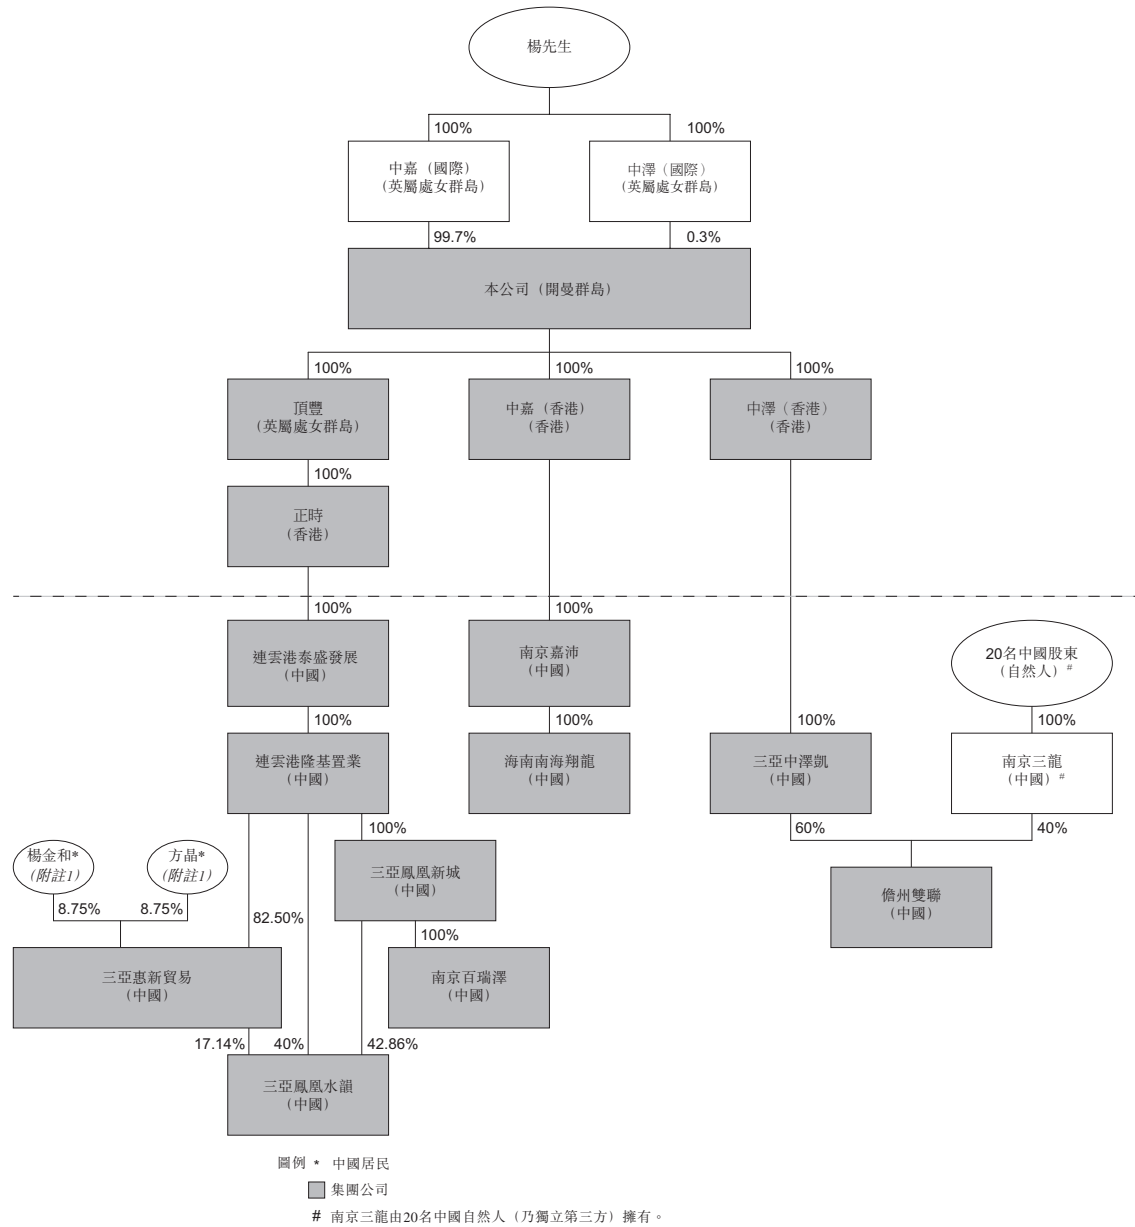 楊先生
100%
100%
中嘉（國際）
（英屬處女群島）
中澤（國際）
（英屬處女群島）
99.7%
0.3%
本公司（開曼群島）
100%
100%
100%
頂豐
（英屬處女群島）
中嘉（香港）
（香港）
中澤（香港）
（香港）
100%
正時
（香港）
100%
100%
連雲港泰盛發展
（中國）
南京嘉沛
（中國）
20名中國股東
（自然人）#
100%
100%
100%
100%
連雲港隆基置業
（中國）
海南南海翔龍
（中國）
三亞中澤凱
（中國）
南京三龍
（中國）#
100%
60%
40%
楊金和*
（附註1）
方晶*
（附註1）
三亞鳳凰新城
（中國）
儋州雙聯
（中國）
8.75%
8.75%
82.50%
100%
三亞惠新貿易
（中國）
南京百瑞澤
（中國）
17.14%
40%
42.86%
三亞鳳凰水韻
（中國）
圖例 * 中國居民
集團公司
# 南京三龍由20名中國自然人（乃獨立第三方）擁有。